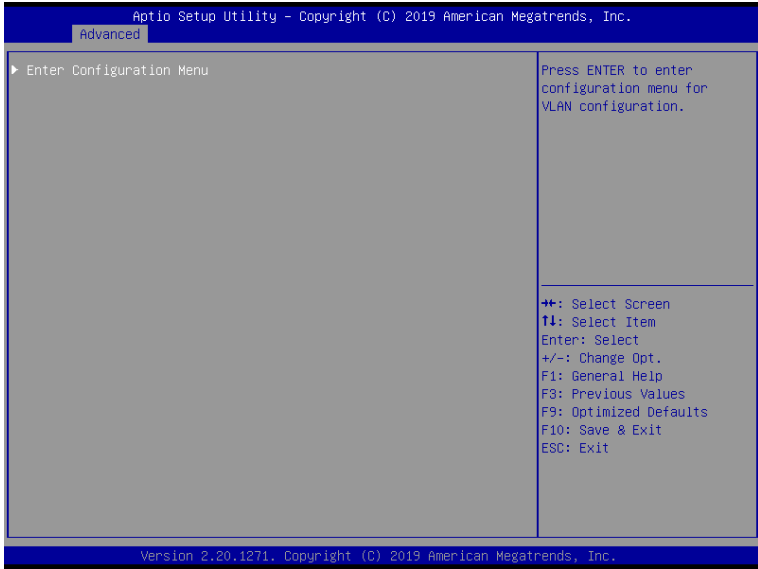 Aptio Setup Utility – Copyright (C) 2019 American Megatrends, Inc.
Advanced
▶ Enter Configuration Menu
Press ENTER to enter
configuration menu for
VLAN configuration.
→←: Select Screen
↑↓: Select Item
Enter: Select
+/-: Change Opt.
F1: General Help
F3: Previous Values
F9: Optimized Defaults
F10: Save & Exit
ESC: Exit
Version 2.20.1271. Copyright (C) 2019 American Megatrends, Inc.